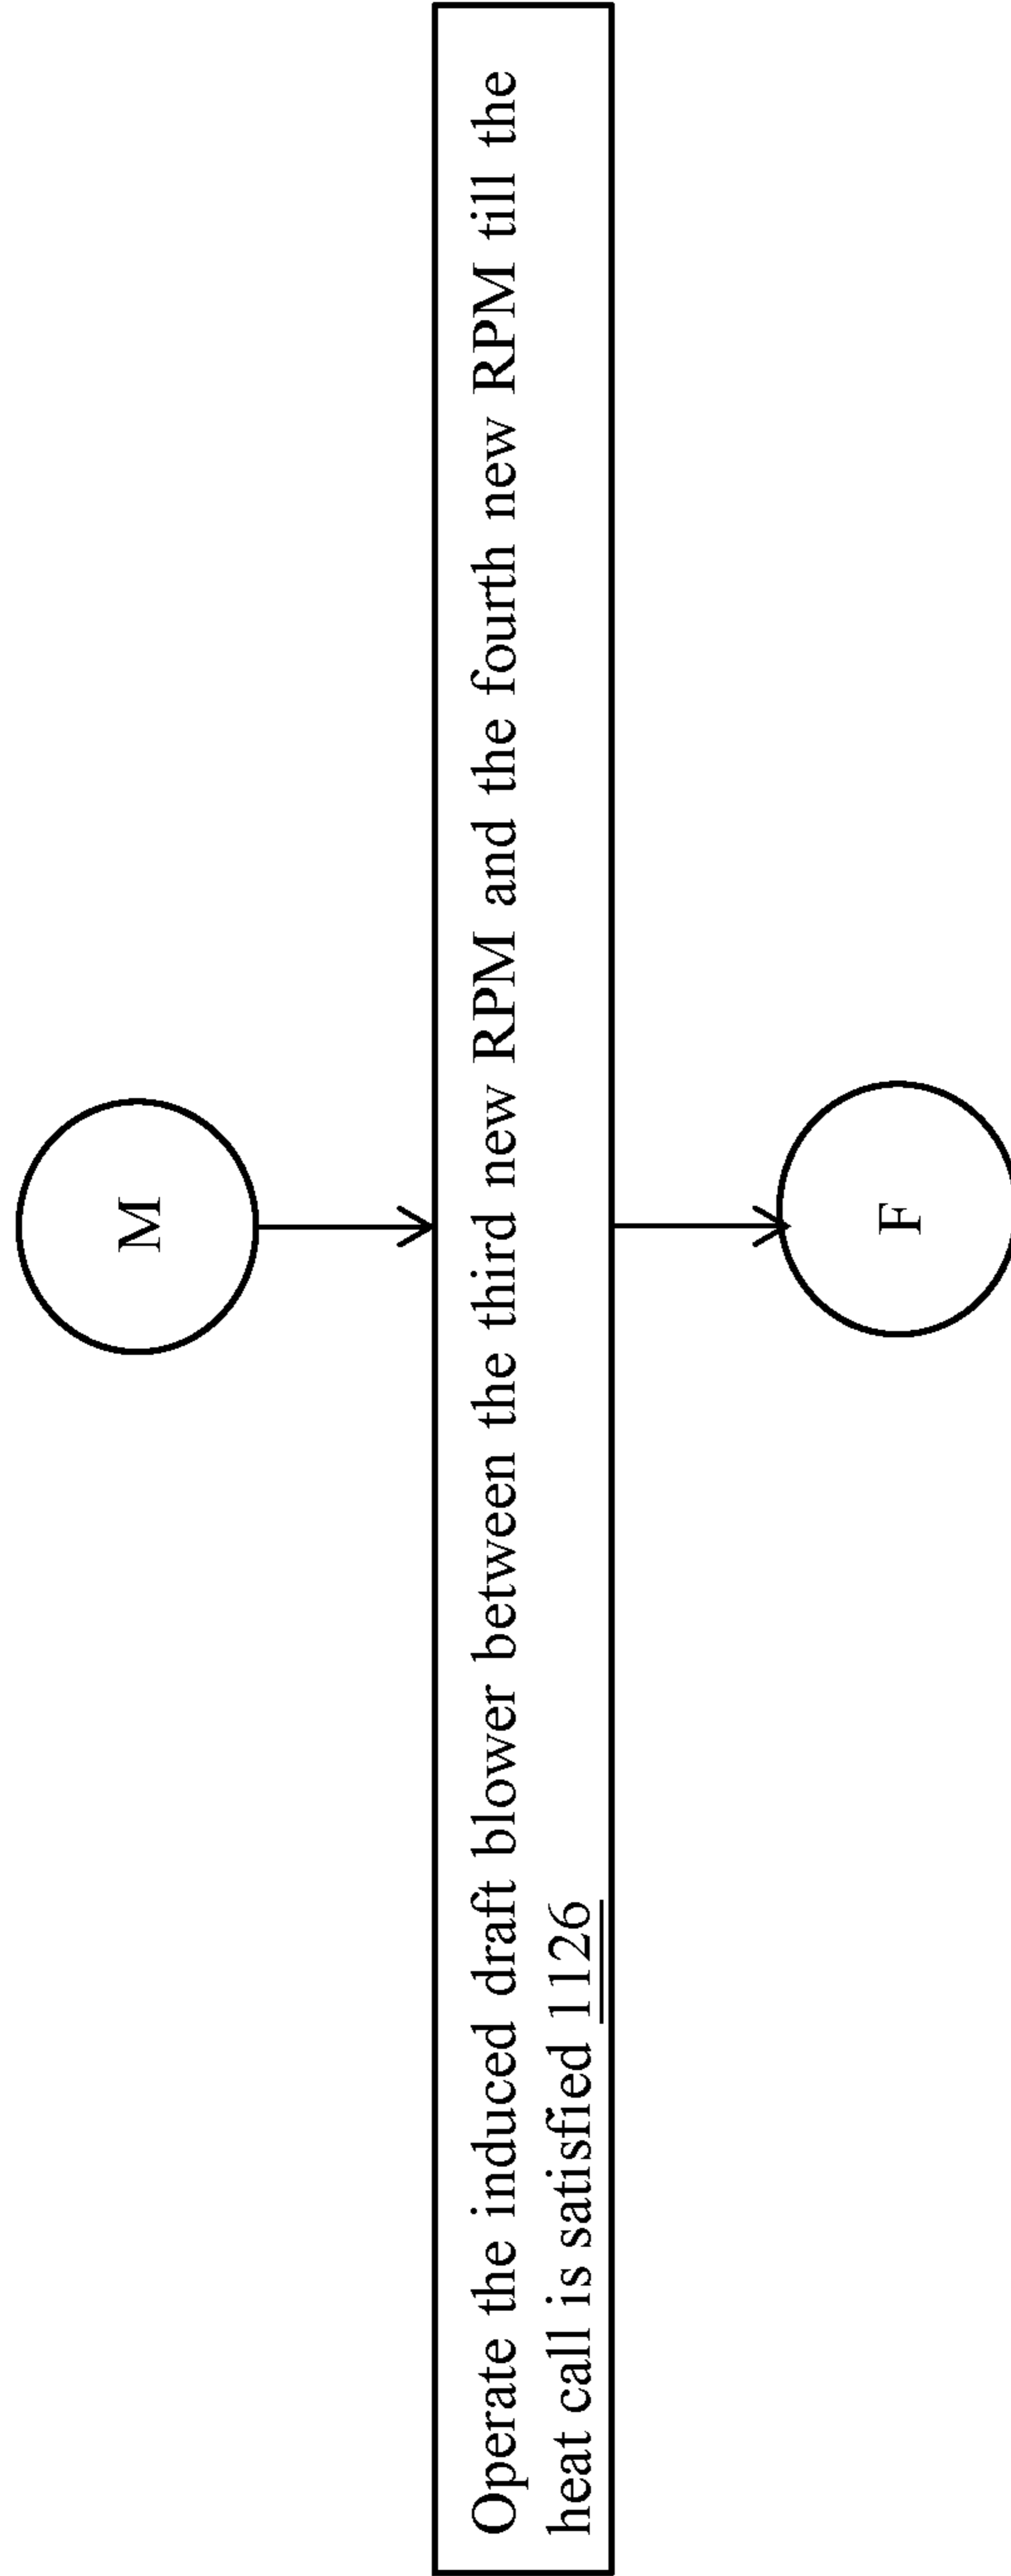 M
Operate the induced draft blower between the third new RPM and the fourth new RPM till the
heat call is satisfied 1126
F